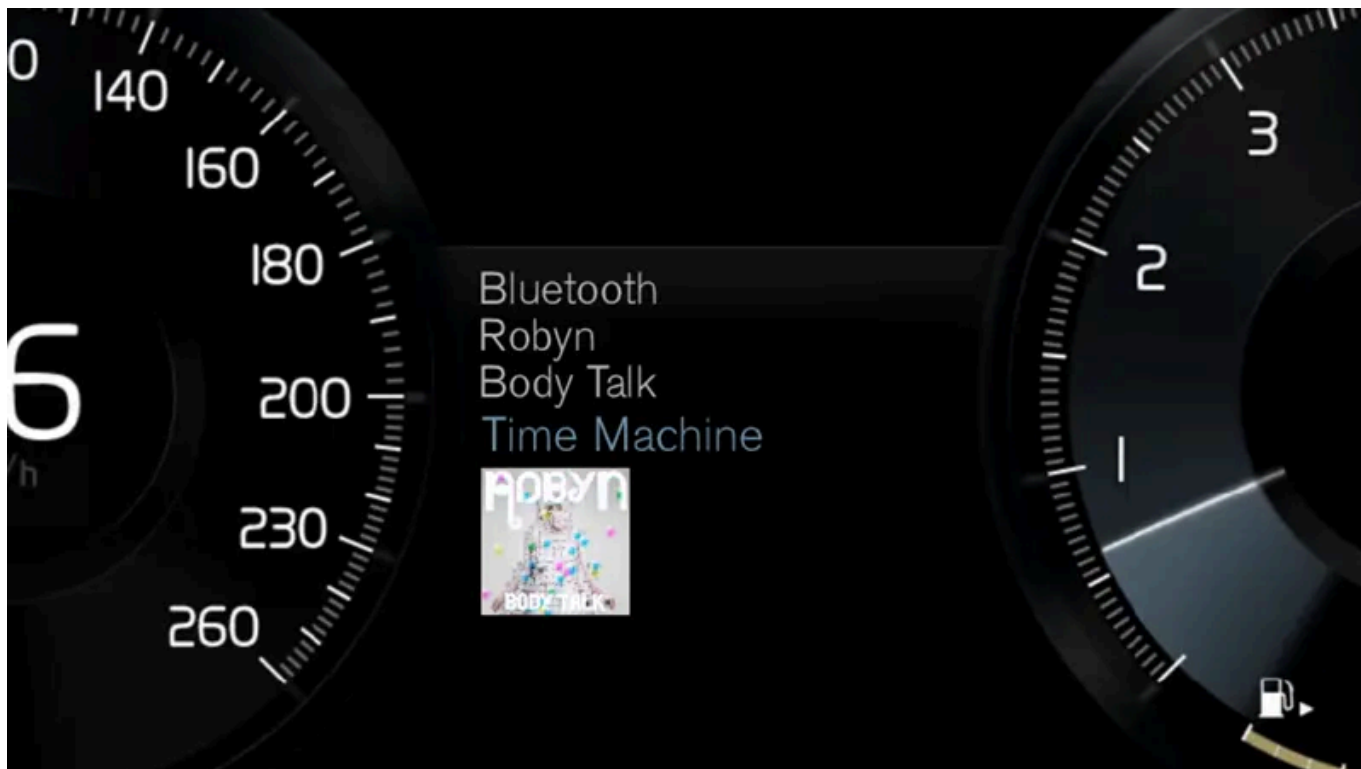 0
140
160
180
200
230
260
6
/h
Bluetooth
Robyn
Body Talk
Time Machine
ROBYN
BODY TALK
3
2
1